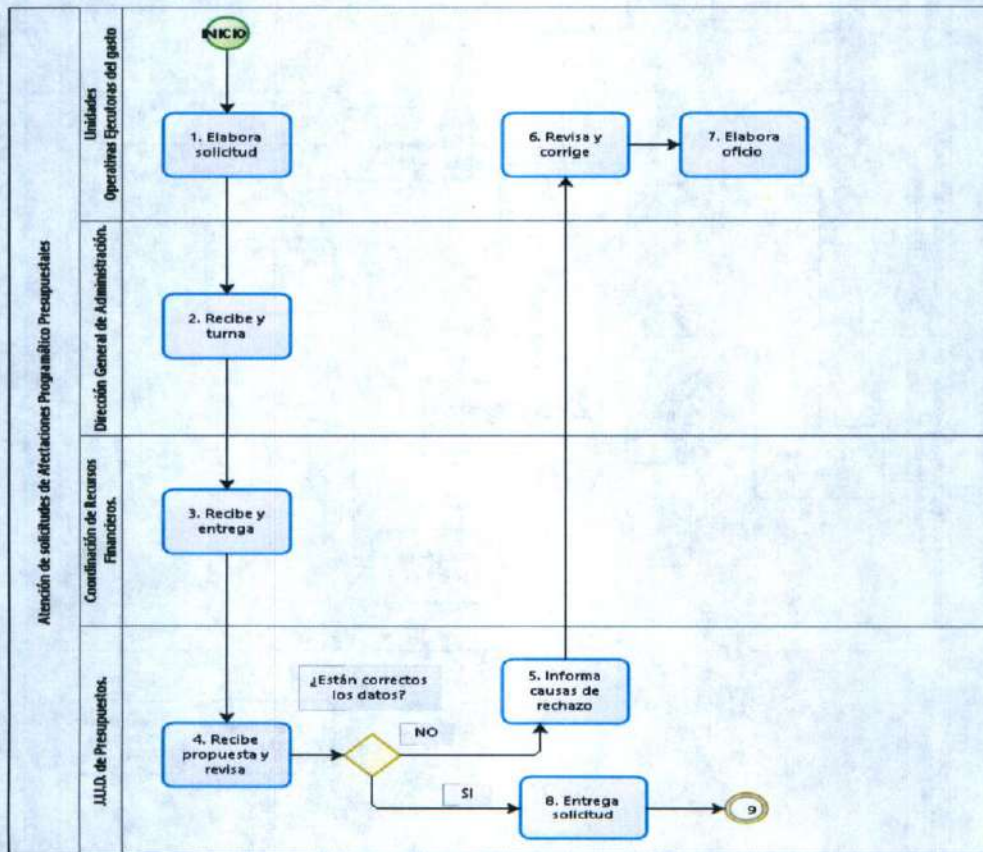 Atención de solicitudes de Afectaciones Programático Presupuestales
Unidades
Operativas Ejecutoras del gasto
INICIO
1. Elabora
solicitud
6. Revisa y
corrige
7. Elabora
oficio
Dirección General de Administración.
2. Recibe y
turna
Coordinación de Recursos
Financieros.
3. Recibe y
entrega
J.U.D. de Presupuestos.
4. Recibe
propuesta y
revisa
¿Están correctos
los datos?
NO
5. Informa
causas de
rechazo
SI
8. Entrega
solicitud
9